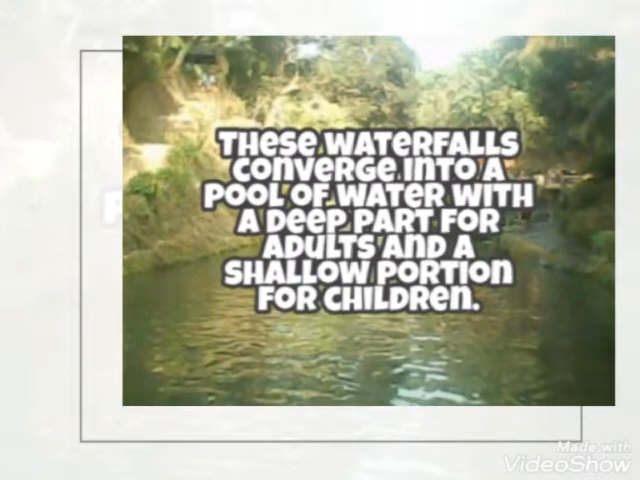 THESE WATERFALLS
CONVERGE INTO A
POOL OF WATER WITH
A DEEP PART FOR
ADULTS AND A
SHALLOW PORTION
FOR CHILDREN.
Made with
VideoShow